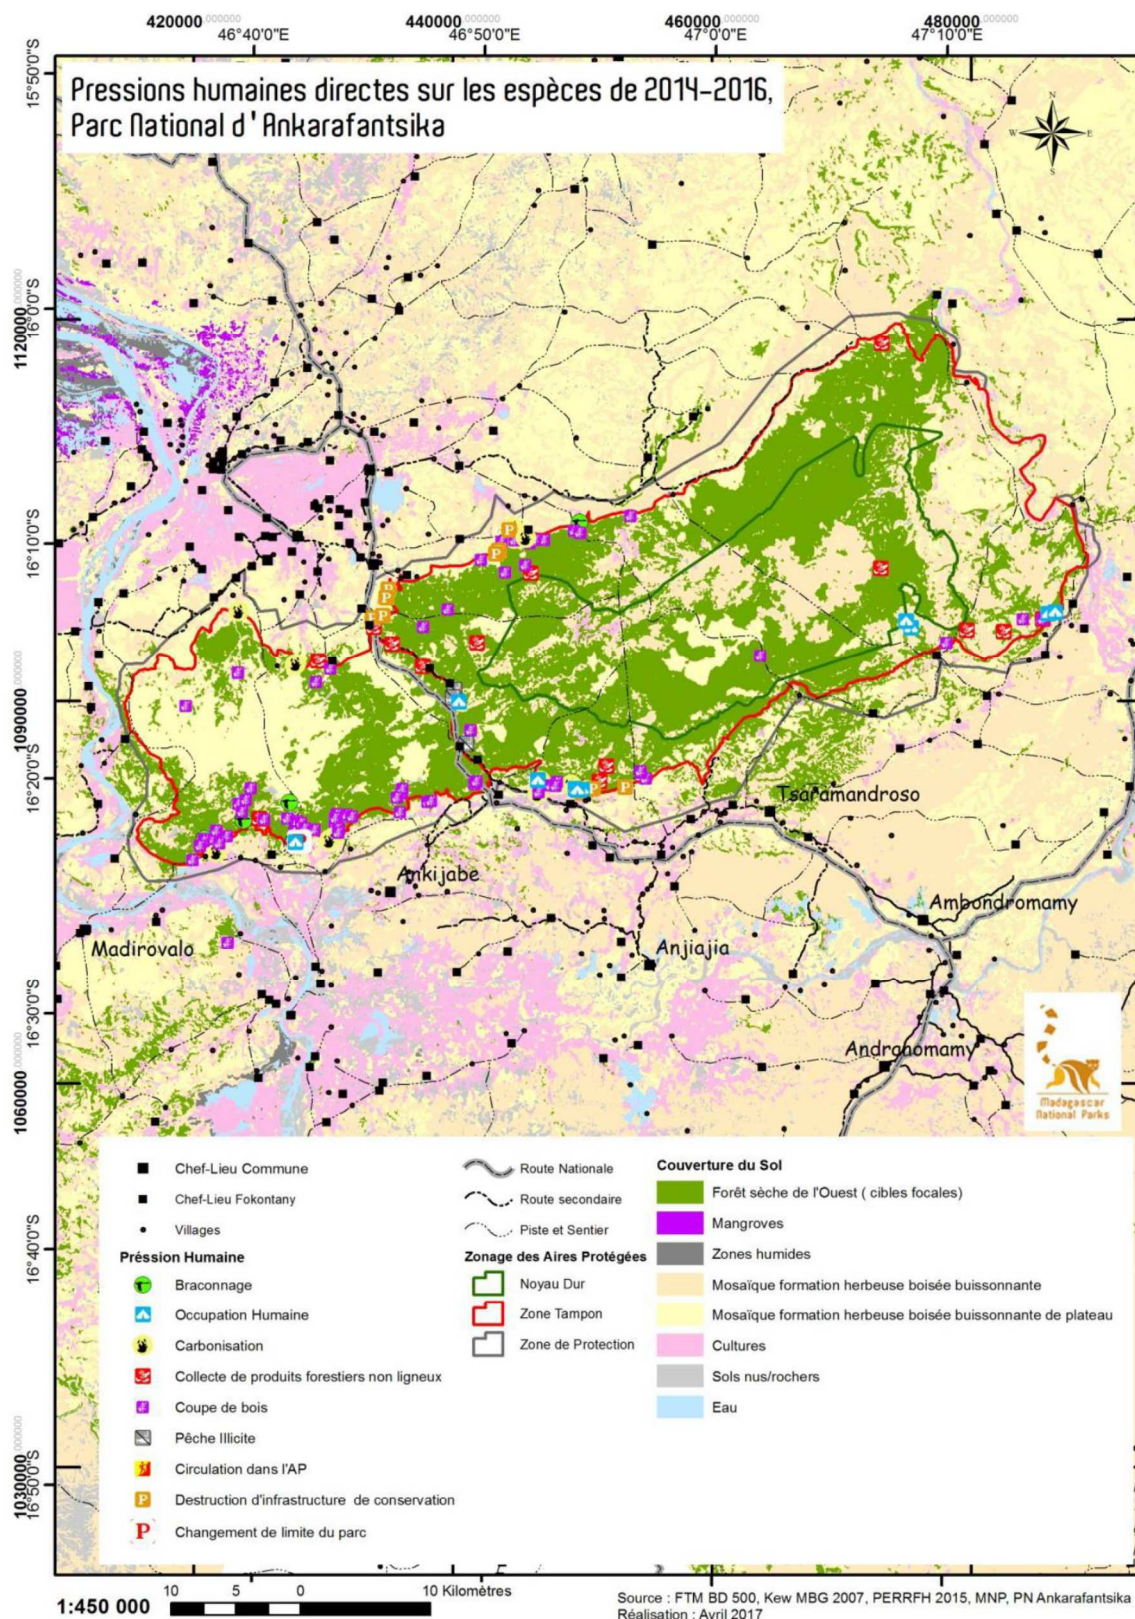 420000.000000 440000.000000 460000.000000 480000.000000
46°40'0"E 46°50'0"E 47°0'0"E 47°10'0"E
Pressions humaines directes sur les espèces de 2014-2016,
Parc National d'Ankarafantsika
N
W E
S
15°50'0"S
1120000.000000
16°0'0"S
16°10'0"S
1090000.000000
16°20'0"S
16°30'0"S
1060000.000000
16°40'0"S
1030000.000000
16°50'0"S
Tsaramandroso
Ankijabe
Ambondromamy
Madirovalo
Anjiajia
Andranomamy
Madagascar
National Parks
Chef-Lieu Commune
Chef-Lieu Fokontany
Villages
Préssion Humaine
Braconnage
Occupation Humaine
Carbonisation
Collecte de produits forestiers non ligneux
Coupe de bois
Pêche Illicite
Circulation dans l'AP
P Destruction d'infrastructure de conservation
P Changement de limite du parc
Route Nationale
Route secondaire
Piste et Sentier
Zonage des Aires Protégées
Noyau Dur
Zone Tampon
Zone de Protection
Couverture du Sol
Forêt sèche de l'Ouest ( cibles focales)
Mangroves
Zones humides
Mosaïque formation herbeuse boisée buissonnante
Mosaïque formation herbeuse boisée buissonnante de plateau
Cultures
Sols nus/rochers
Eau
10 5 0 10 Kilomètres
1:450 000
Source : FTM BD 500, Kew MBG 2007, PERRFH 2015, MNP, PN Ankarafantsika
Réalisation : Avril 2017